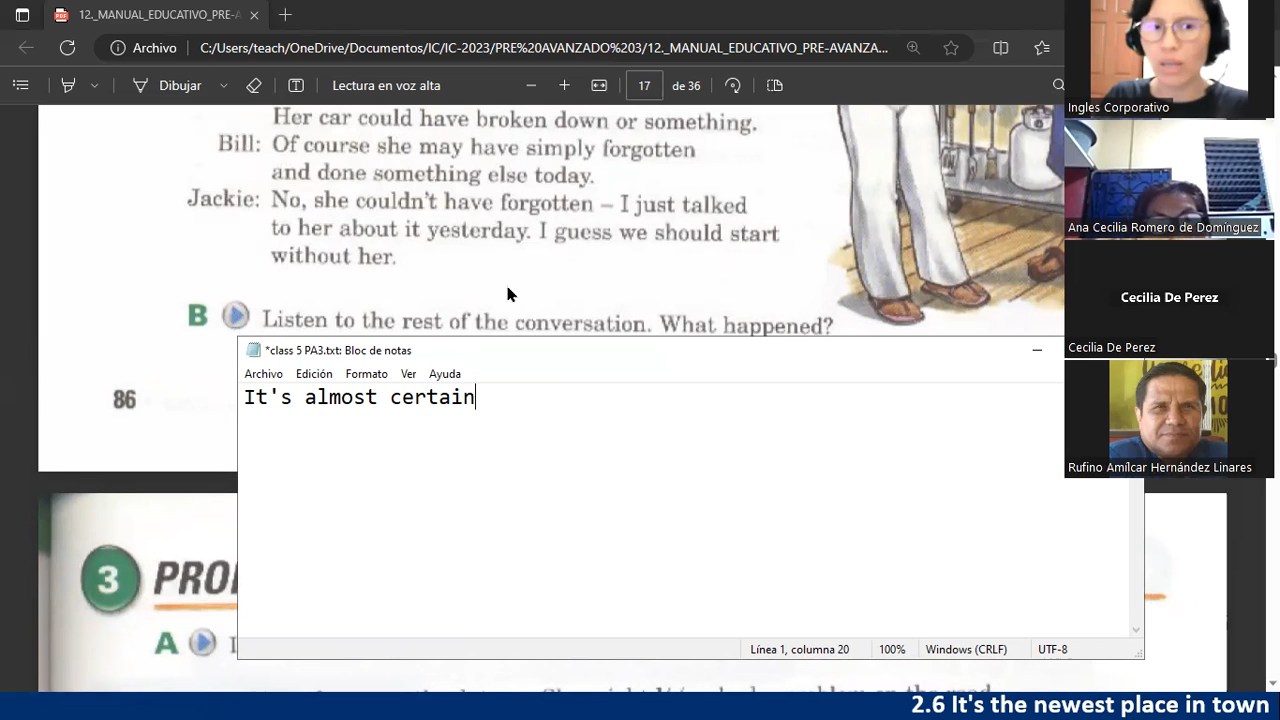 12._MANUAL_EDUCATIVO_PRE-A
Archivo C:/Users/teach/OneDrive/Documentos/IC/IC-2023/PRE%20AVANZADO%203/12._MANUAL_EDUCATIVO_PRE-AVANZA...
Dibujar Lectura en voz alta 17 de 36
Her car could have broken down or something.
Bill: Of course she may have simply forgotten
and done something else today.
Jackie: No, she couldn't have forgotten – I just talked
to her about it yesterday. I guess we should start
without her.
B Listen to the rest of the conversation. What happened?
86
*class 5 PA3.txt: Bloc de notas
Archivo Edición Formato Ver Ayuda
It's almost certain
Línea 1, columna 20 100% Windows (CRLF) UTF-8
3
A
Ingles Corporativo
Ana Cecilia Romero de Domínguez
Cecilia De Perez
Cecilia De Perez
Rufino Amílcar Hernández Linares
2.6 It's the newest place in town